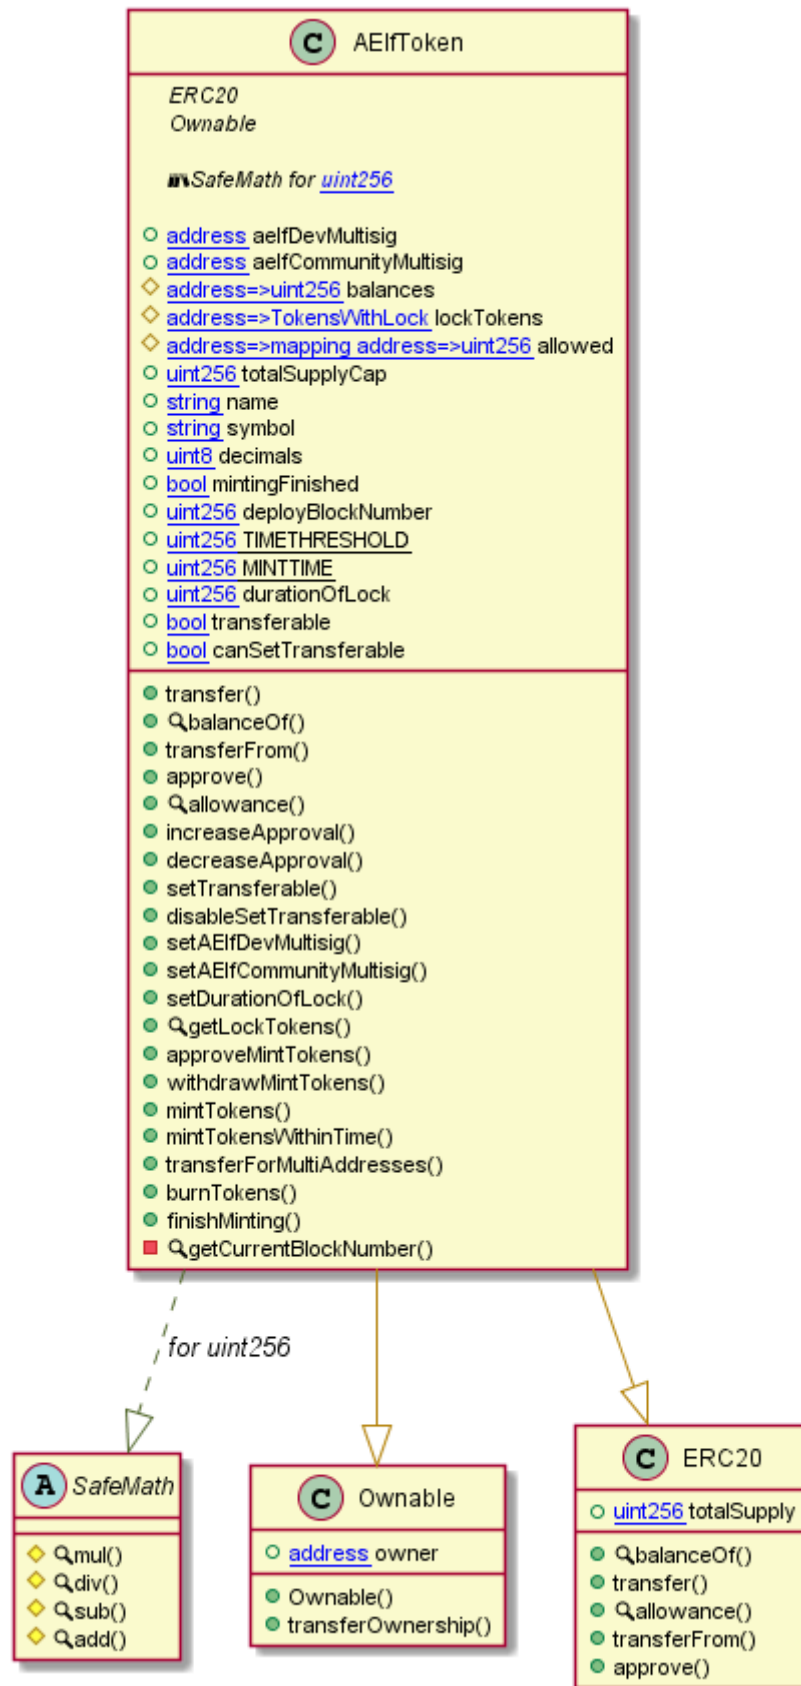 C AElfToken
ERC20
Ownable
SafeMath for uint256
address aelfDevMultisig
address aelfCommunityMultisig
address=>uint256 balances
address=>TokensWithLock lockTokens
address=>mapping address=>uint256 allowed
uint256 totalSupplyCap
string name
string symbol
uint8 decimals
bool mintingFinished
uint256 deployBlockNumber
uint256 TIMETHRESHOLD
uint256 MINTTIME
uint256 durationOfLock
bool transferable
bool canSetTransferable
transfer()
balanceOf()
transferFrom()
approve()
allowance()
increaseApproval()
decreaseApproval()
setTransferable()
disableSetTransferable()
setAElfDevMultisig()
setAElfCommunityMultisig()
setDurationOfLock()
getLockTokens()
approveMintTokens()
withdrawMintTokens()
mintTokens()
mintTokensWithinTime()
transferForMultiAddresses()
burnTokens()
finishMinting()
getCurrentBlockNumber()
for uint256
A SafeMath
mul()
div()
sub()
add()
C Ownable
address owner
Ownable()
transferOwnership()
C ERC20
uint256 totalSupply
balanceOf()
transfer()
allowance()
transferFrom()
approve()